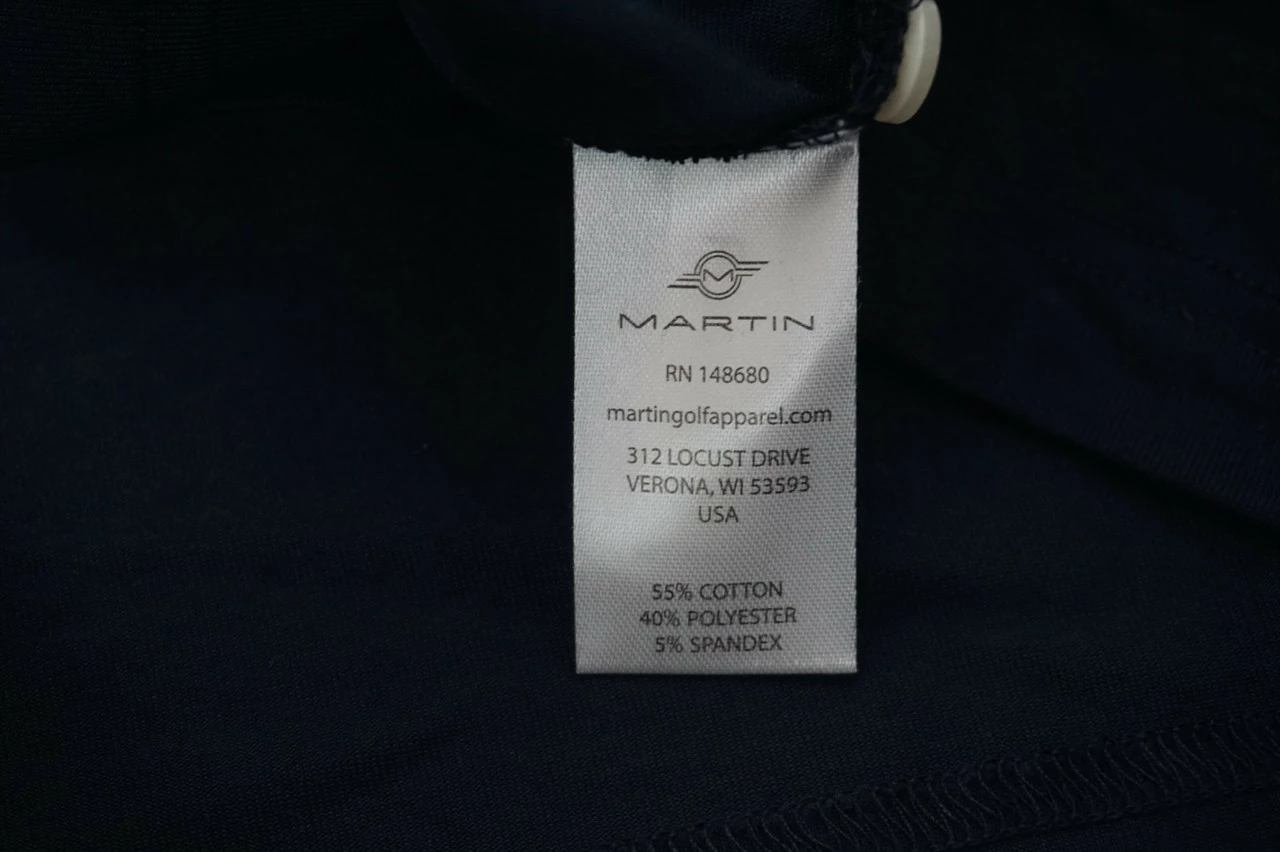 M
MARTIN
RN 148680
martingolfapparel.com
312 LOCUST DRIVE
VERONA, WI 53593
USA
55% COTTON
40% POLYESTER
5% SPANDEX